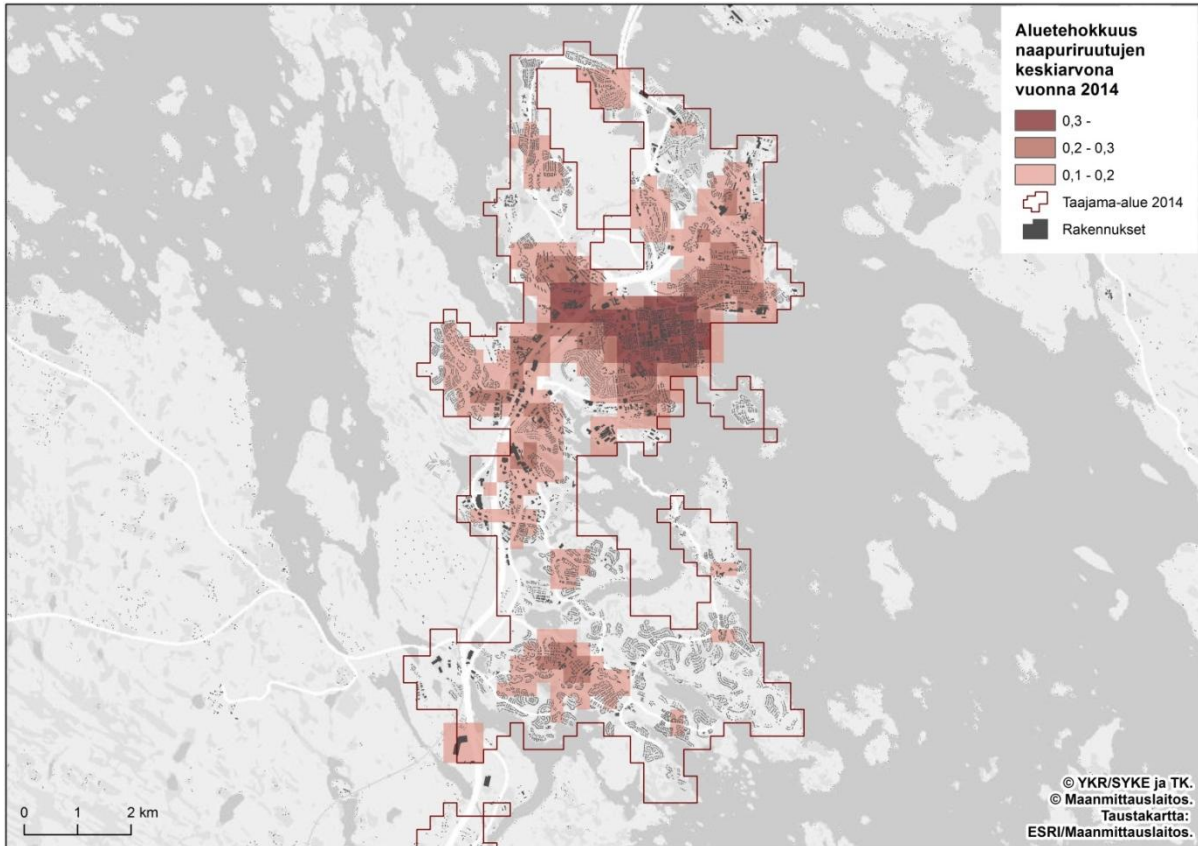 Aluetehokkuus
naapuriruutujen
keskiarvona
vuonna 2014
0,3 -
0,2 - 0,3
0,1 - 0,2
Taajama-alue 2014
Rakennukset
0 1 2 km
© YKR/SYKE ja TK.
© Maanmittauslaitos.
Taustakartta:
ESRI/Maanmittauslaitos.